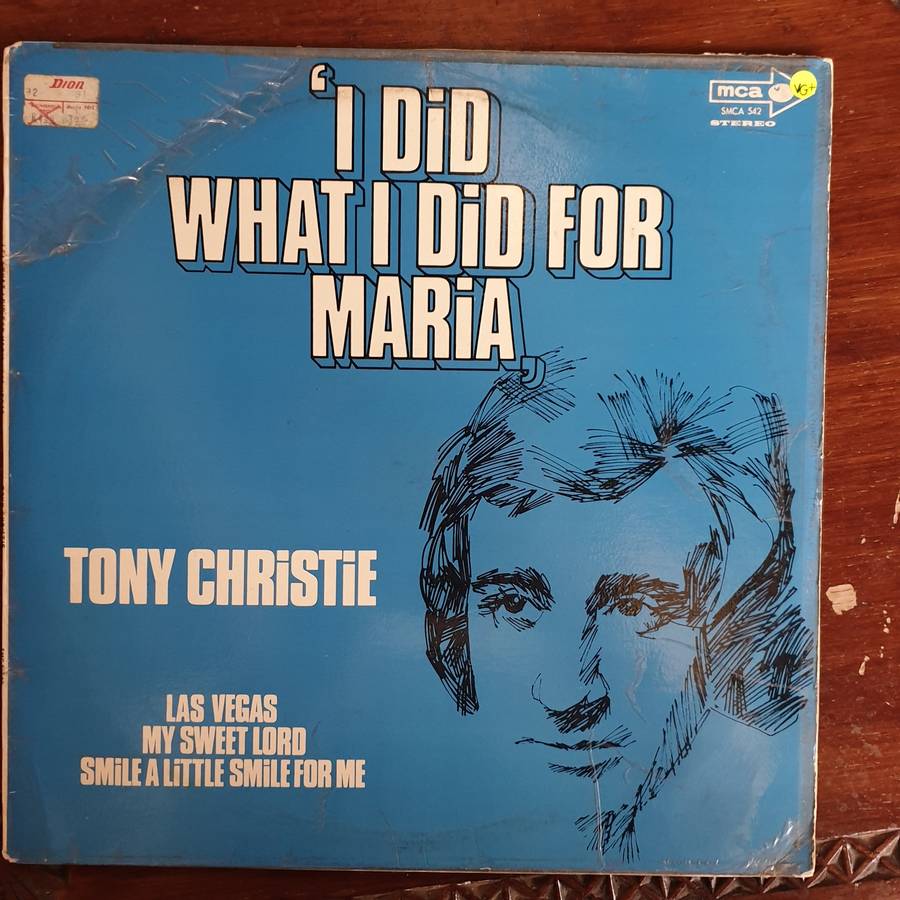 Dion
'I DiD
WHAT I DiD FOR
MARiA,
mca
SMCA 542
STEREO
VG+
TONY CHRiSTiE
LAS VEGAS
MY SWEET LORD
SMiLE A LiTTLE SMiLE FOR ME